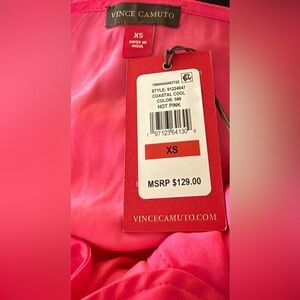 VINCE CAMUTO
XS
MADE IN
INDIA
STYLE: 91224947
COASTAL COOL
COLOR: 596
HOT PINK
XS
MSRP $129.00
VINCECAMUTO.COM